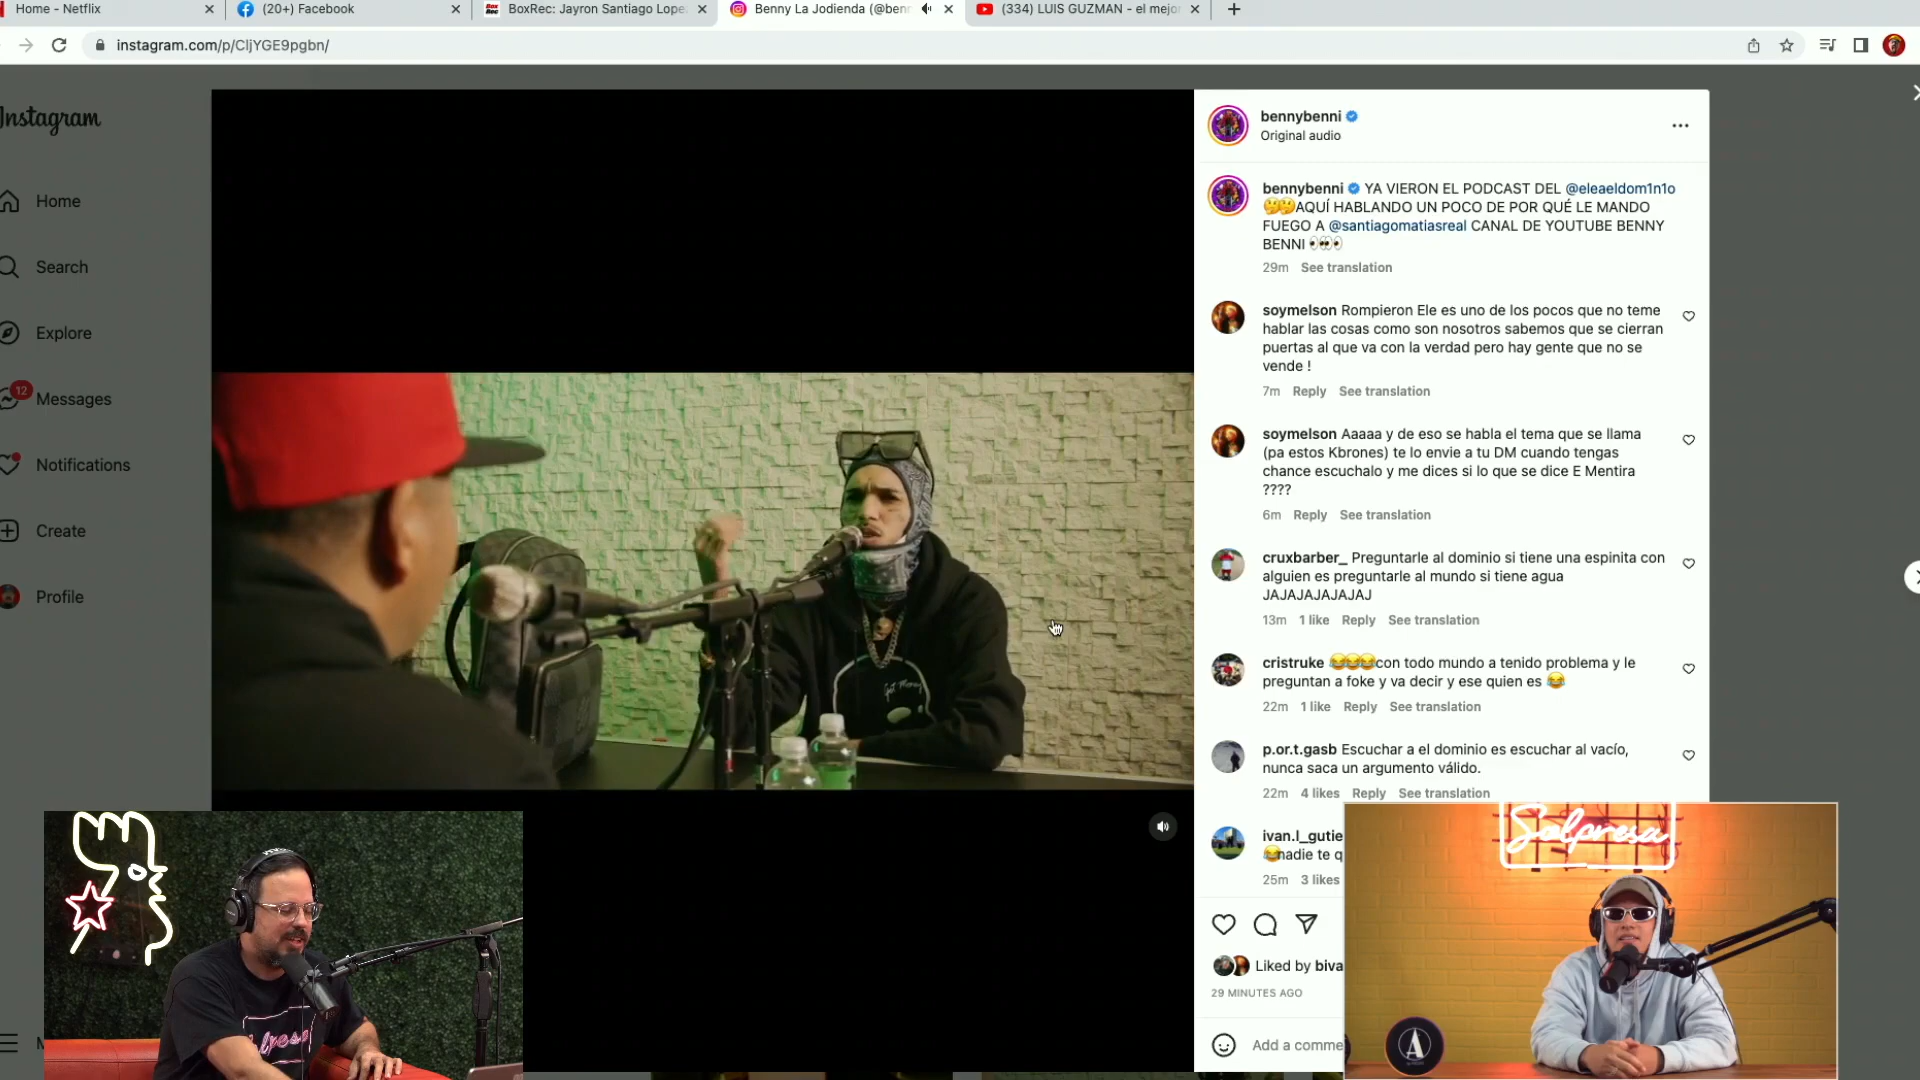 Home - Netflix
(20+) Facebook
BoxRec: Jayron Santiago Lope
Benny La Jodienda (@benn
(334) LUIS GUZMAN - el mejor
instagram.com/p/CljYGE9pgbn/
Instagram
Home
Search
Explore
12
Messages
Notifications
Create
Profile
bennybenni
Original audio
bennybenni YA VIERON EL PODCAST DEL @eleaeldom1n1o
🤔🤔AQUÍ HABLANDO UN POCO DE POR QUÉ LE MANDO
FUEGO A @santiagomatiasreal CANAL DE YOUTUBE BENNY
BENNI 👀👀
29m See translation
soymelson Rompieron Ele es uno de los pocos que no teme
hablar las cosas como son nosotros sabemos que se cierran
puertas al que va con la verdad pero hay gente que no se
vende !
7m Reply See translation
soymelson Aaaaa y de eso se habla el tema que se llama
(pa estos Kbrones) te lo envie a tu DM cuando tengas
chance escuchalo y me dices si lo que se dice E Mentira
????
6m Reply See translation
cruxbarber_ Preguntarle al dominio si tiene una espinita con
alguien es preguntarle al mundo si tiene agua
JAJAJAJAJAJAJ
13m 1 like Reply See translation
cristruke 😂😂😂con todo mundo a tenido problema y le
preguntan a foke y va decir y ese quien es 😂
22m 1 like Reply See translation
p.or.t.gasb Escuchar a el dominio es escuchar al vacío,
nunca saca un argumento válido.
22m 4 likes Reply See translation
ivan.l_gutie
😂nadie te q
25m 3 likes
Liked by biva
29 MINUTES AGO
Add a comme
Get Money
Solpresa
A